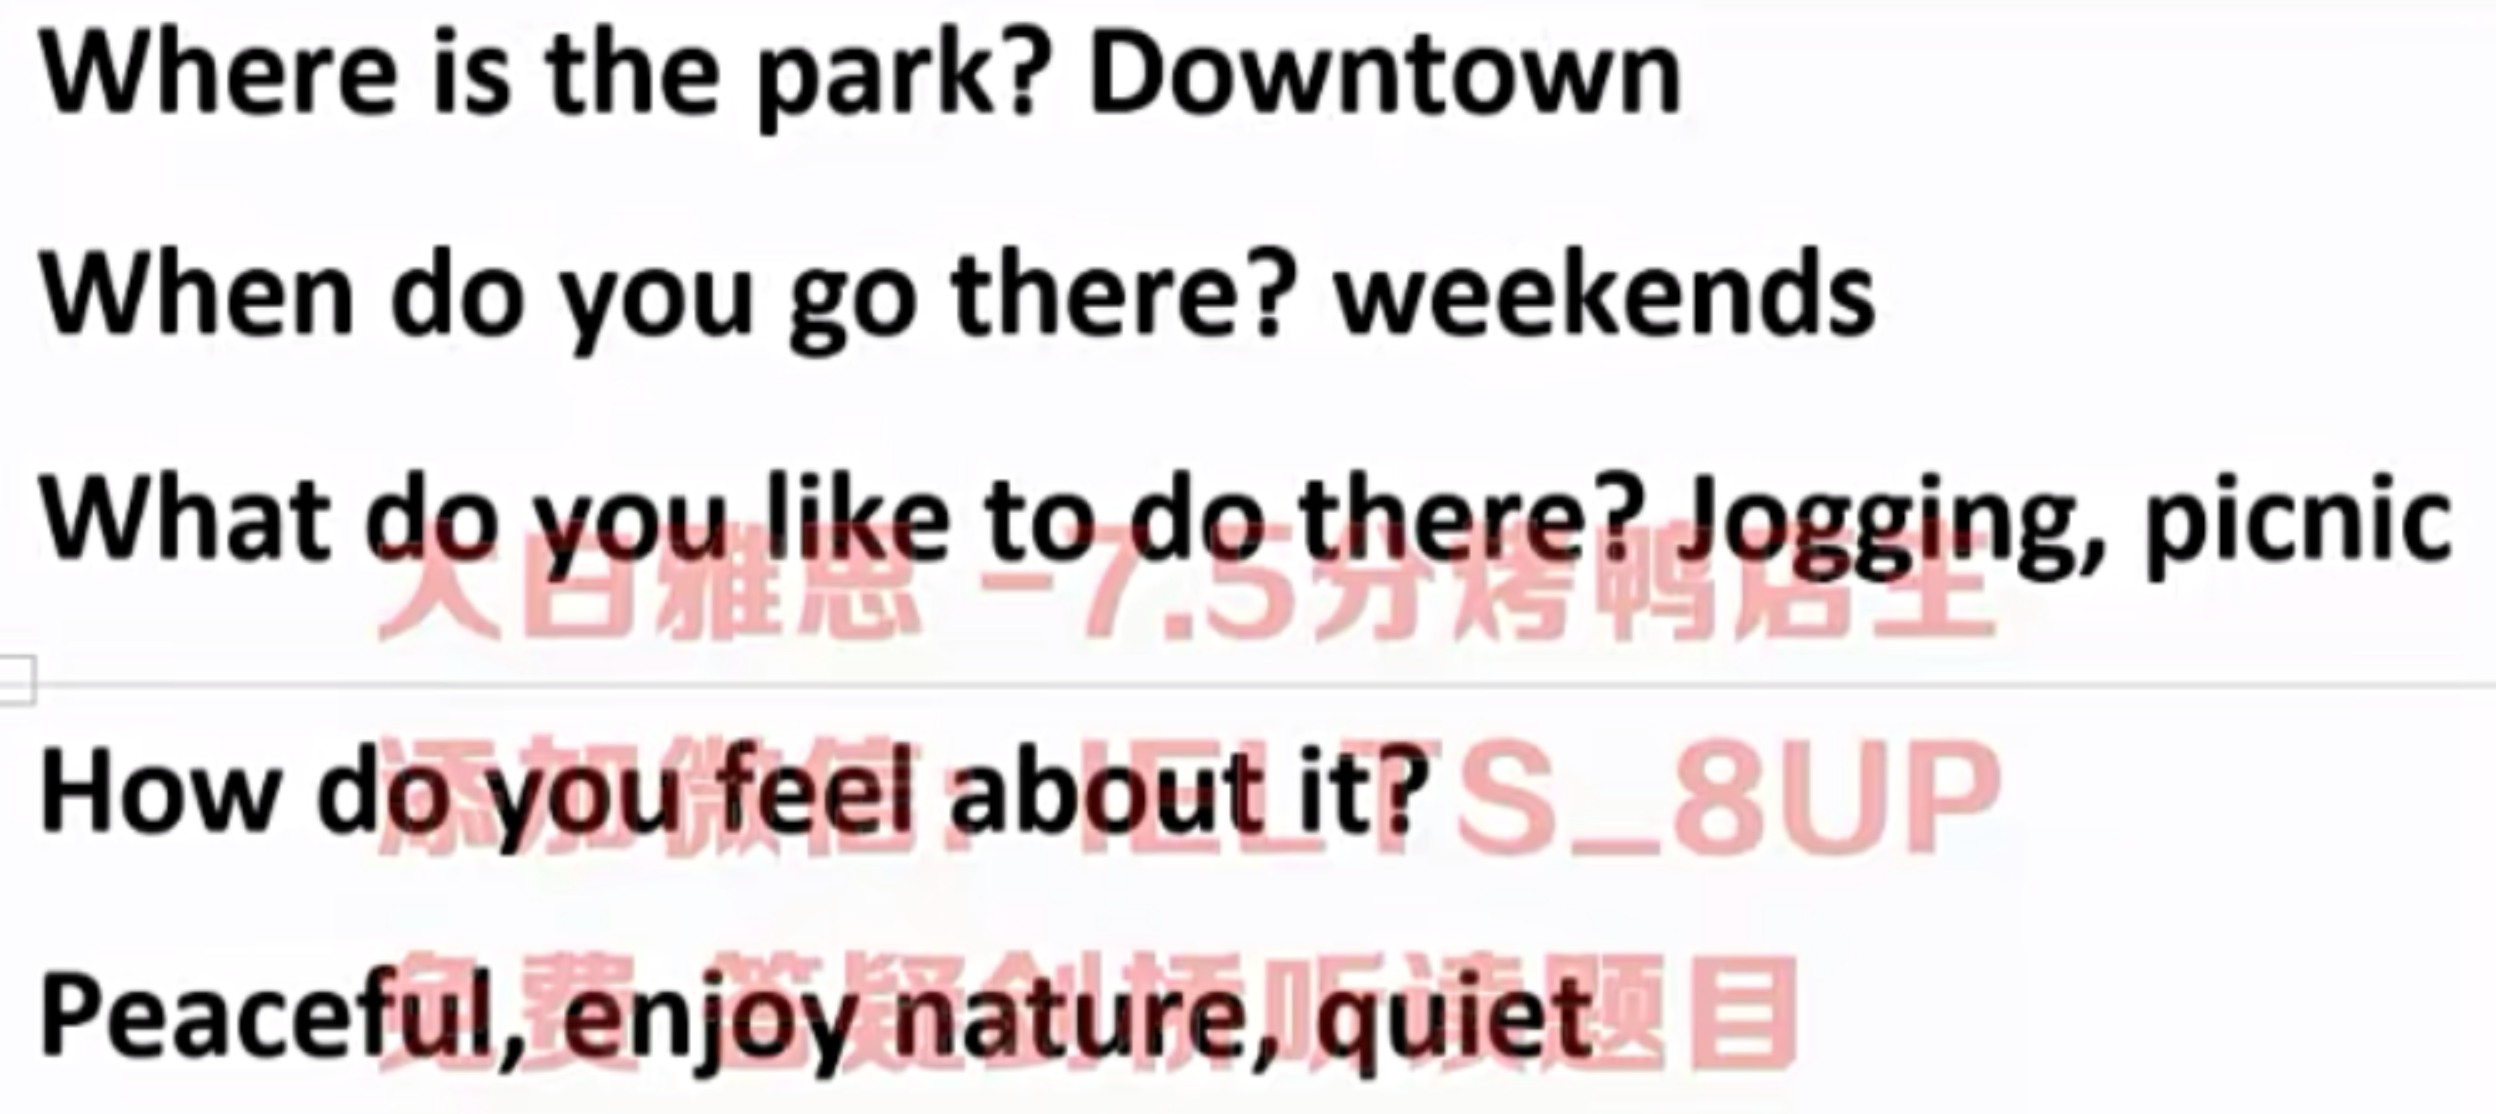 Where is the park? Downtown
When do you go there? weekends
What do you like to do there? Jogging, picnic
大白雅思 -7.5分烤鸭店主
How do you feel about it?
添加微信: IELTS_8UP
Peaceful, enjoy nature, quiet
免费 答疑剑桥听读题目